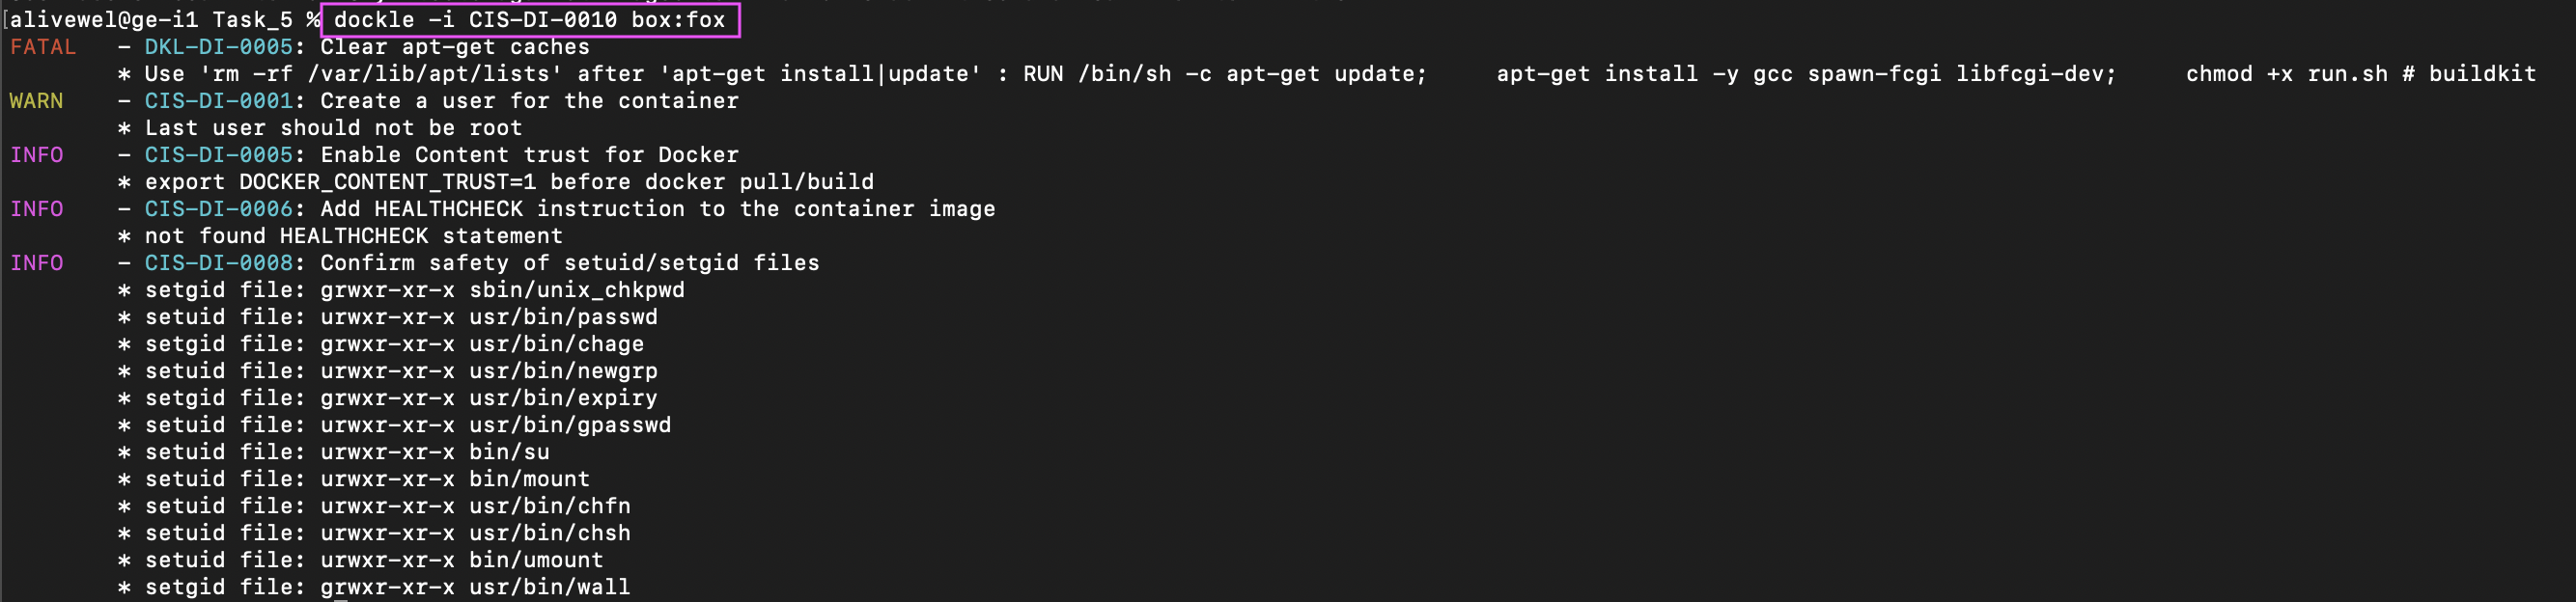 [alivewel@ge-i1 Task_5 % dockle -i CIS-DI-0010 box:fox
FATAL - DKL-DI-0005: Clear apt-get caches
* Use 'rm -rf /var/lib/apt/lists' after 'apt-get install|update' : RUN /bin/sh -c apt-get update; apt-get install -y gcc spawn-fcgi libfcgi-dev; chmod +x run.sh # buildkit
WARN - CIS-DI-0001: Create a user for the container
* Last user should not be root
INFO - CIS-DI-0005: Enable Content trust for Docker
* export DOCKER_CONTENT_TRUST=1 before docker pull/build
INFO - CIS-DI-0006: Add HEALTHCHECK instruction to the container image
* not found HEALTHCHECK statement
INFO - CIS-DI-0008: Confirm safety of setuid/setgid files
* setgid file: grwxr-xr-x sbin/unix_chkpwd
* setuid file: urwxr-xr-x usr/bin/passwd
* setgid file: grwxr-xr-x usr/bin/chage
* setuid file: urwxr-xr-x usr/bin/newgrp
* setgid file: grwxr-xr-x usr/bin/expiry
* setuid file: urwxr-xr-x usr/bin/gpasswd
* setuid file: urwxr-xr-x bin/su
* setuid file: urwxr-xr-x bin/mount
* setuid file: urwxr-xr-x usr/bin/chfn
* setuid file: urwxr-xr-x usr/bin/chsh
* setuid file: urwxr-xr-x bin/umount
* setgid file: grwxr-xr-x usr/bin/wall